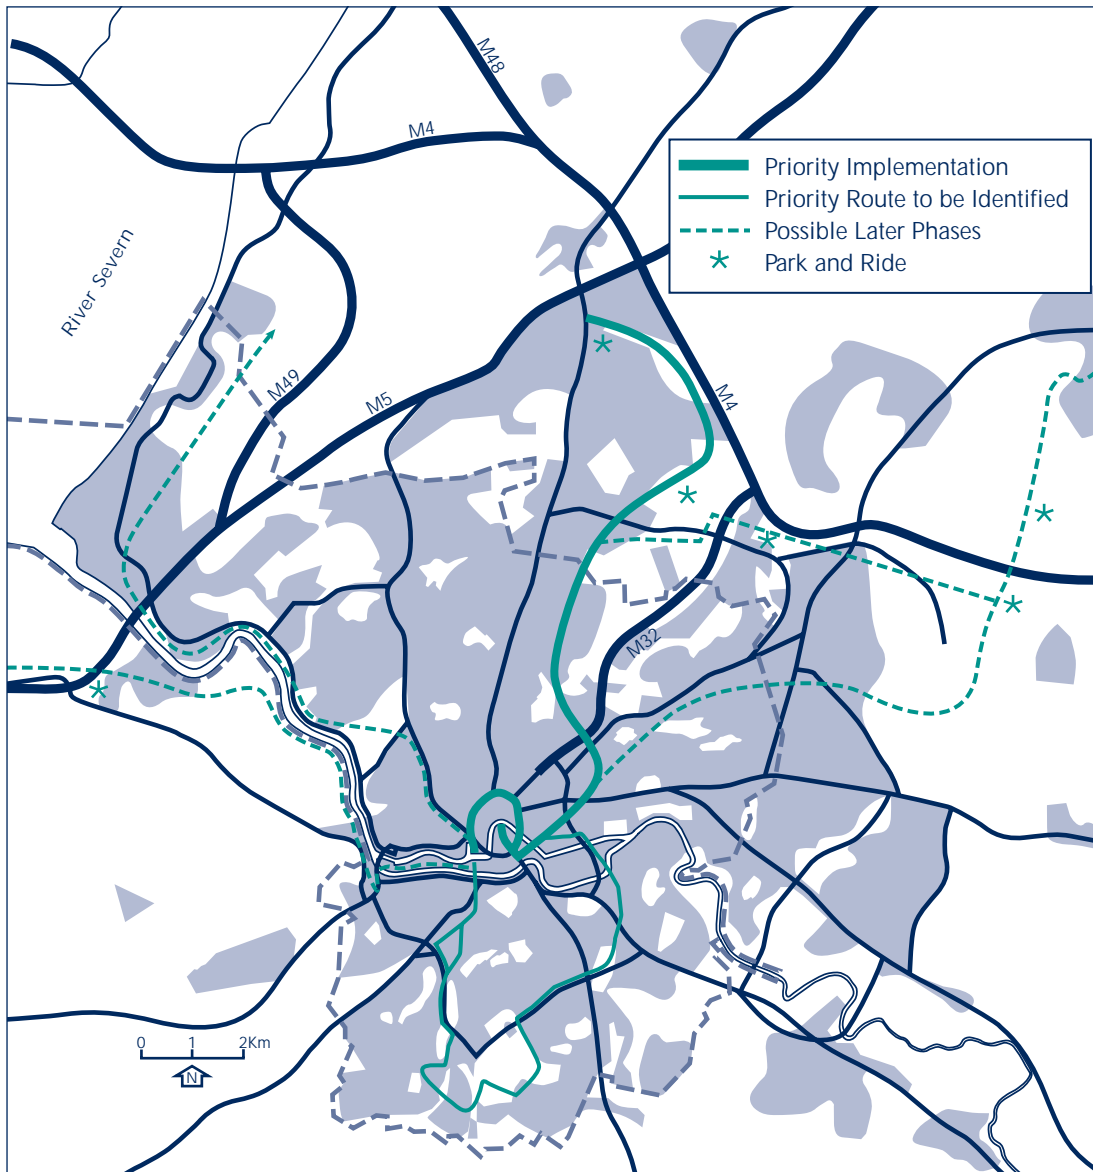 M48
M4
Priority Implementation
Priority Route to be Identified
Possible Later Phases
Park and Ride
River Severn
M49
M5
M4
M32
0 1 2Km
N